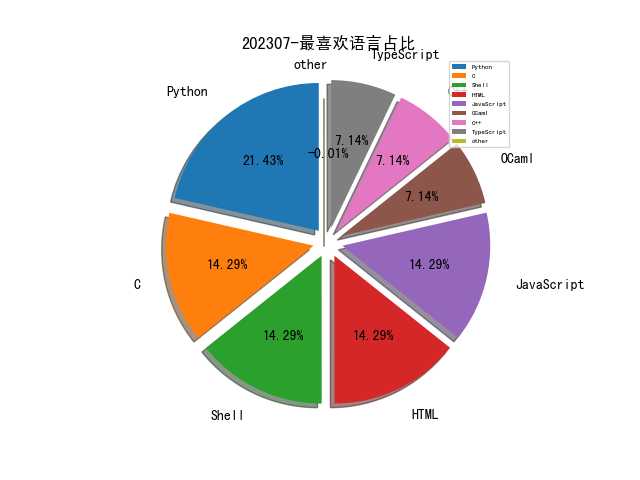 202307-最喜欢语言占比
TypeScript
other
Python
7.14%
-0.01%
21.43%
7.14%
7.14%
OCaml
14.29%
14.29%
C
JavaScript
14.29%
14.29%
Shell
HTML
Python
C
Shell
HTML
JavaScript
OCaml
C++
TypeScript
other